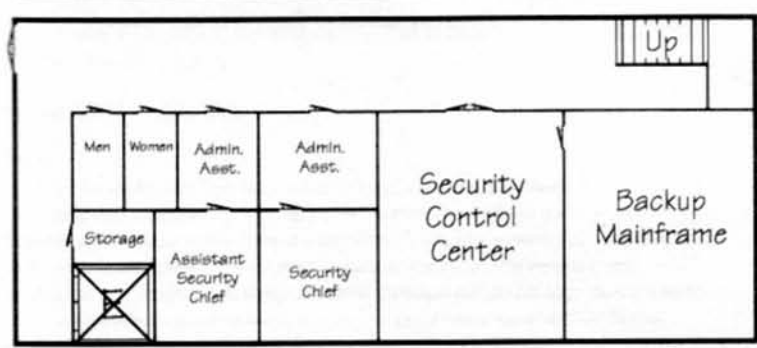 Up
Men
Women
Admin.
Asst.
Admin.
Asst.
Security
Control
Center
Backup
Mainframe
Storage
Assistant
Security
Chief
Security
Chief